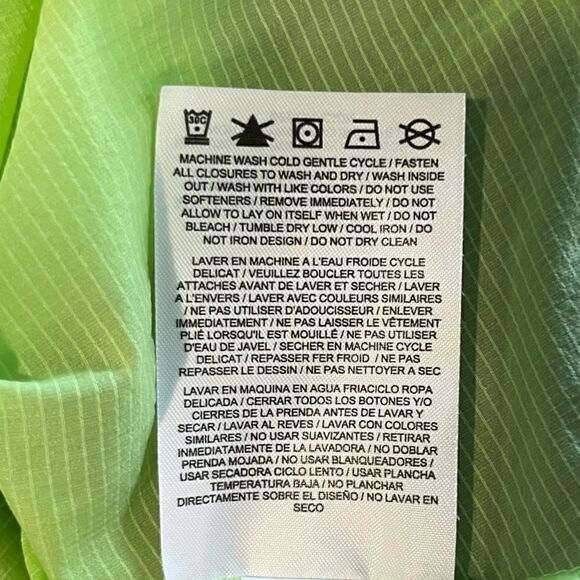 30C
MACHINE WASH COLD GENTLE CYCLE / FASTEN
ALL CLOSURES TO WASH AND DRY / WASH INSIDE
OUT / WASH WITH LIKE COLORS / DO NOT USE
SOFTENERS / REMOVE IMMEDIATELY / DO NOT
ALLOW TO LAY ON ITSELF WHEN WET / DO NOT
BLEACH / TUMBLE DRY LOW / COOL IRON / DO
NOT IRON DESIGN / DO NOT DRY CLEAN
LAVER EN MACHINE A L'EAU FROIDE CYCLE
DELICAT / VEUILLEZ BOUCLER TOUTES LES
ATTACHES AVANT DE LAVER ET SECHER / LAVER
A L'ENVERS / LAVER AVEC COULEURS SIMILAIRES
/ NE PAS UTILISER D'ADOUCISSEUR / ENLEVER
IMMEDIATEMENT / NE PAS LAISSER LE VÊTEMENT
PLIÉ LORSQU'IL EST MOUILLÉ / NE PAS UTILISER
D'EAU DE JAVEL / SECHER EN MACHINE CYCLE
DELICAT / REPASSER FER FROID / NE PAS
REPASSER LE DESSIN / NE PAS NETTOYER A SEC
LAVAR EN MAQUINA EN AGUA FRIACICLO ROPA
DELICADA / CERRAR TODOS LOS BOTONES Y/O
CIERRES DE LA PRENDA ANTES DE LAVAR Y
SECAR / LAVAR AL REVES / LAVAR CON COLORES
SIMILARES / NO USAR SUAVIZANTES / RETIRAR
INMEDIATAMENTE DE LA LAVADORA / NO DOBLAR
PRENDA MOJADA / NO USAR BLANQUEADORES /
USAR SECADORA CICLO LENTO / USAR PLANCHA
TEMPERATURA BAJA / NO PLANCHAR
DIRECTAMENTE SOBRE EL DISEÑO / NO LAVAR EN
SECO